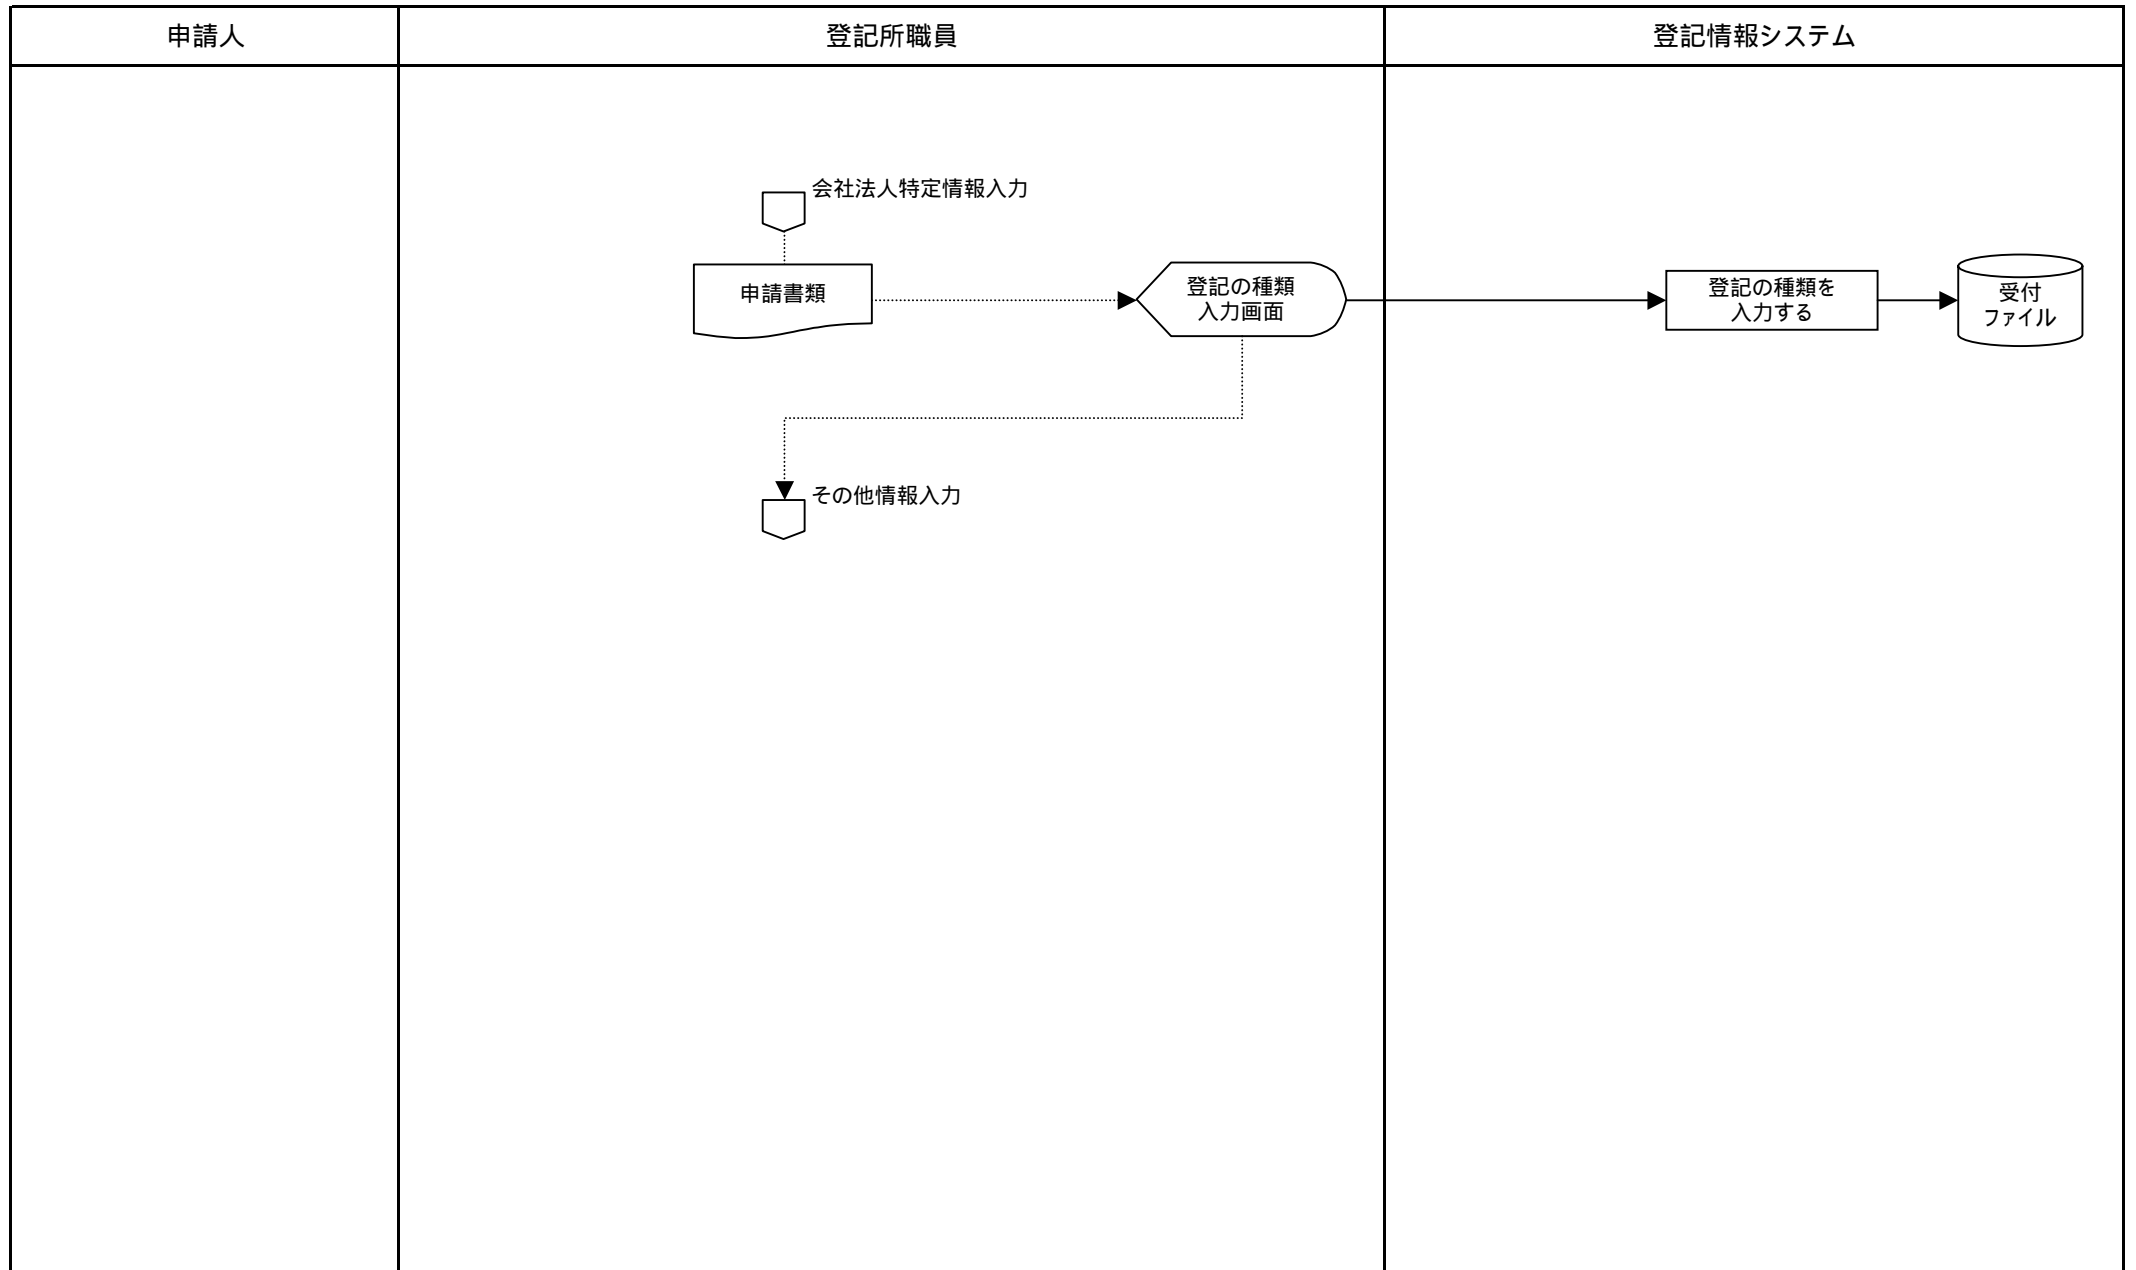 申請人
登記所職員
登記情報システム
会社法人特定情報入力
申請書類
登記の種類
入力画面
登記の種類を
入力する
受付
ファイル
その他情報入力